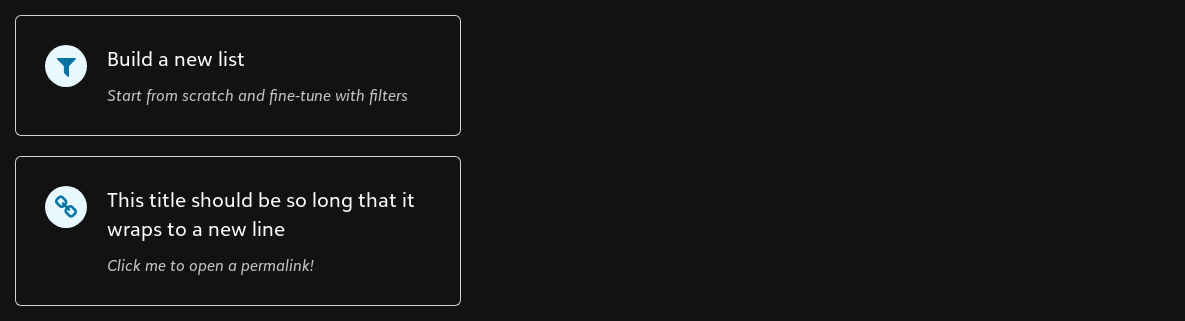 Build a new list
Start from scratch and fine-tune with filters
This title should be so long that it
wraps to a new line
Click me to open a permalink!